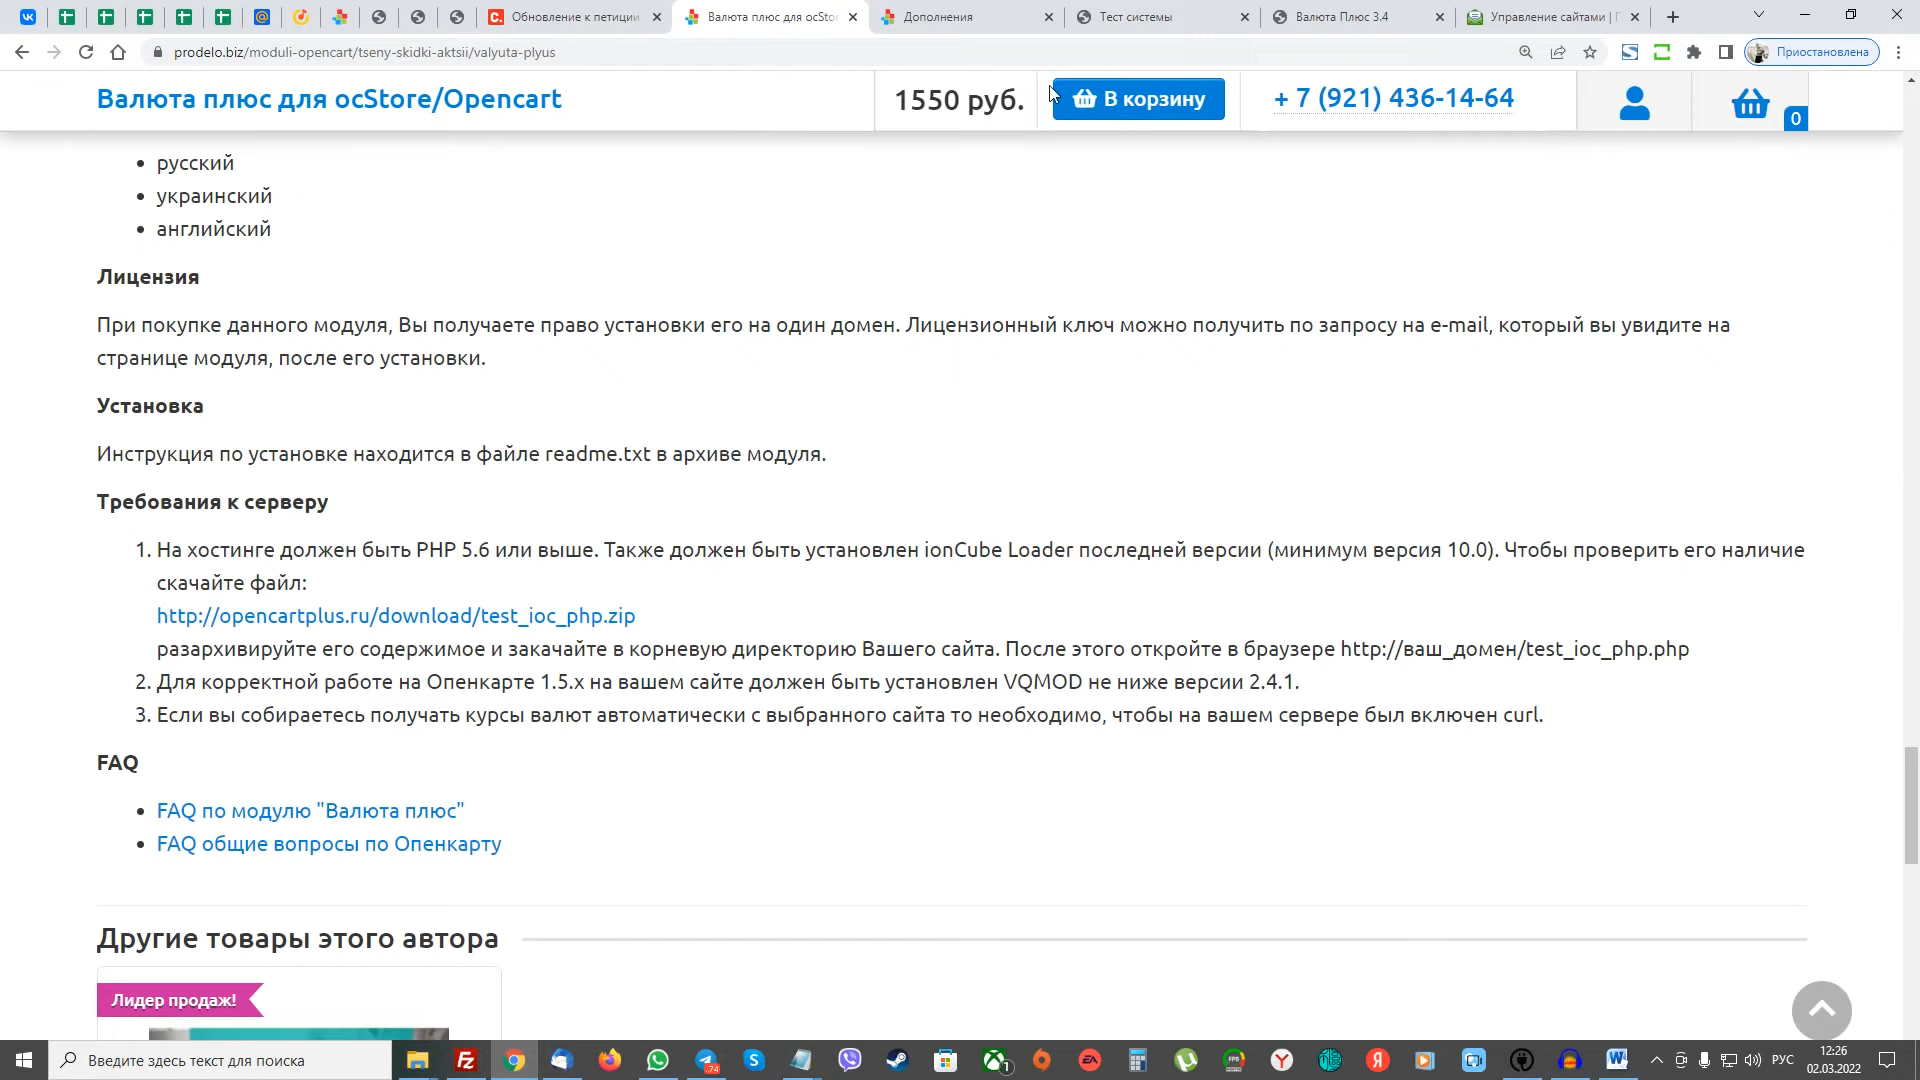 Обновление к петиции
Валюта плюс для ocStor
Дополнения
Тест системы
Валюта Плюс 3.4
Управление сайтами | Г
prodelo.biz/moduli-opencart/tseny-skidki-aktsii/valyuta-plyus
Приостановлена
Валюта плюс для ocStore/Opencart
1550 руб.
В корзину
+ 7 (921) 436-14-64
0
русский
украинский
английский
Лицензия
При покупке данного модуля, Вы получаете право установки его на один домен. Лицензионный ключ можно получить по запросу на e-mail, который вы увидите на
странице модуля, после его установки.
Установка
Инструкция по установке находится в файле readme.txt в архиве модуля.
Требования к серверу
1. На хостинге должен быть PHP 5.6 или выше. Также должен быть установлен ionCube Loader последней версии (минимум версия 10.0). Чтобы проверить его наличие
скачайте файл:
http://opencartplus.ru/download/test_ioc_php.zip
разархивируйте его содержимое и закачайте в корневую директорию Вашего сайта. После этого откройте в браузере http://ваш_домен/test_ioc_php.php
2. Для корректной работе на Опенкарте 1.5.x на вашем сайте должен быть установлен VQMOD не ниже версии 2.4.1.
3. Если вы собираетесь получать курсы валют автоматически с выбранного сайта то необходимо, чтобы на вашем сервере был включен curl.
FAQ
FAQ по модулю "Валюта плюс"
FAQ общие вопросы по Опенкарту
Другие товары этого автора
Лидер продаж!
Введите здесь текст для поиска
РУС
12:26
02.03.2022